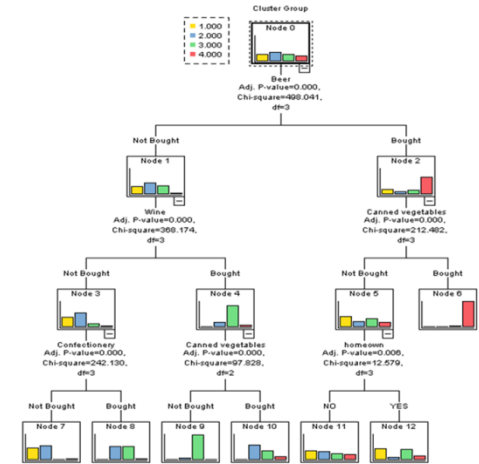 Cluster Group
1.000
2.000
3.000
4.000
Node 0
Beer
Adj. P-value=0.000,
Chi-square=498.041,
df=3
Not Bought
Bought
Node 1
Node 2
Wine
Adj. P-value=0.000,
Chi-square=368.174,
df=3
Canned vegetables
Adj. P-value=0.000,
Chi-square=212.482,
df=3
Not Bought
Bought
Not Bought
Bought
Node 3
Node 4
Node 5
Node 6
Confectionery
Adj. P-value=0.000,
Chi-square=242.130,
df=3
Canned vegetables
Adj. P-value=0.000,
Chi-square=97.828,
df=2
homeown
Adj. P-value=0.006,
Chi-square=12.579,
df=3
Not Bought
Bought
Not Bought
Bought
NO
YES
Node 7
Node 8
Node 9
Node 10
Node 11
Node 12